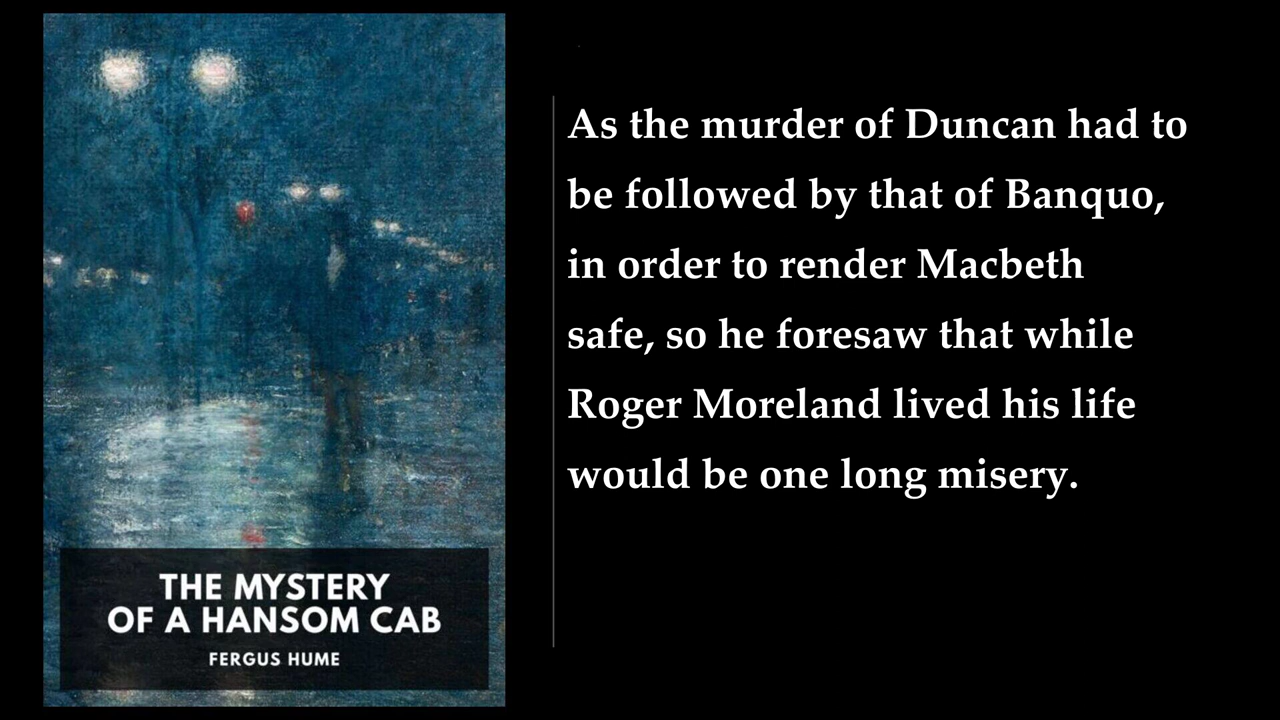 As the murder of Duncan had to
be followed by that of Banquo,
in order to render Macbeth
safe, so he foresaw that while
Roger Moreland lived his life
would be one long misery.
THE MYSTERY
OF A HANSOM CAB
FERGUS HUME